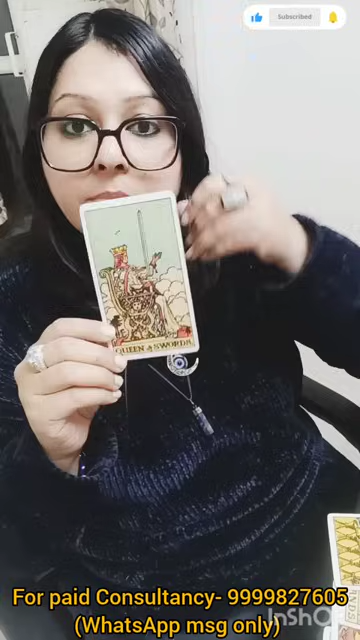 Subscribed
QUEEN of SWORDS
For paid Consultancy- 9999827605
(WhatsApp msg only)
InShOt